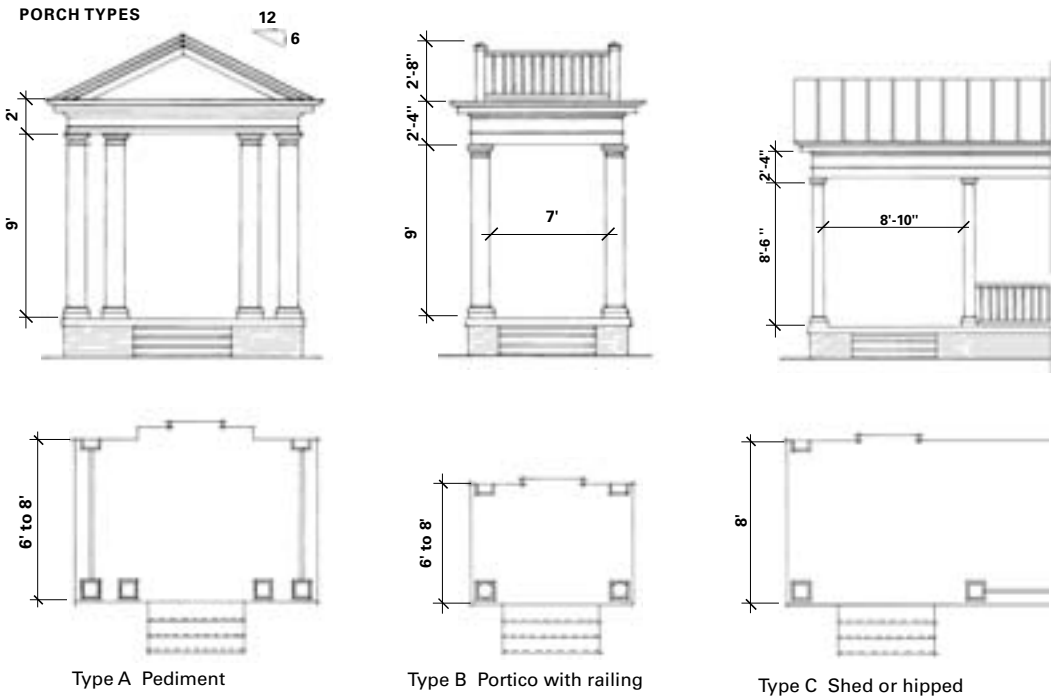 PORCH TYPES
12
6
2'
9'
2'-8"
2'-4"
9'
7'
2'-4"
8'-6 "
8'-10"
6' to 8'
6' to 8'
8'
Type A Pediment
Type B Portico with railing
Type C Shed or hipped